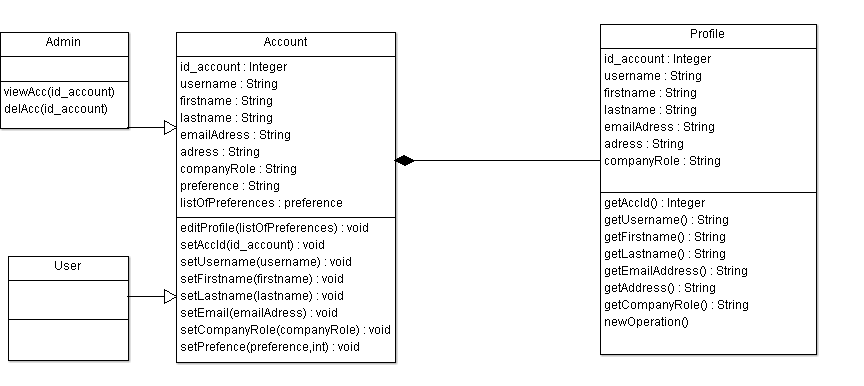 Admin
viewAcc(id_account)
delAcc(id_account)
Account
id_account : Integer
username : String
firstname : String
lastname : String
emailAdress : String
adress : String
companyRole : String
preference : String
listOfPreferences : preference
editProfile(listOfPreferences) : void
setAccId(id_account) : void
setUsername(username) : void
setFirstname(firstname) : void
setLastname(lastname) : void
setEmail(emailAdress) : void
setCompanyRole(companyRole) : void
setPrefence(preference,int) : void
User
Profile
id_account : Integer
username : String
firstname : String
lastname : String
emailAdress : String
adress : String
companyRole : String
getAccId() : Integer
getUsername() : String
getFirstname() : String
getLastname() : String
getEmailAddress() : String
getAddress() : String
getCompanyRole() : String
newOperation()